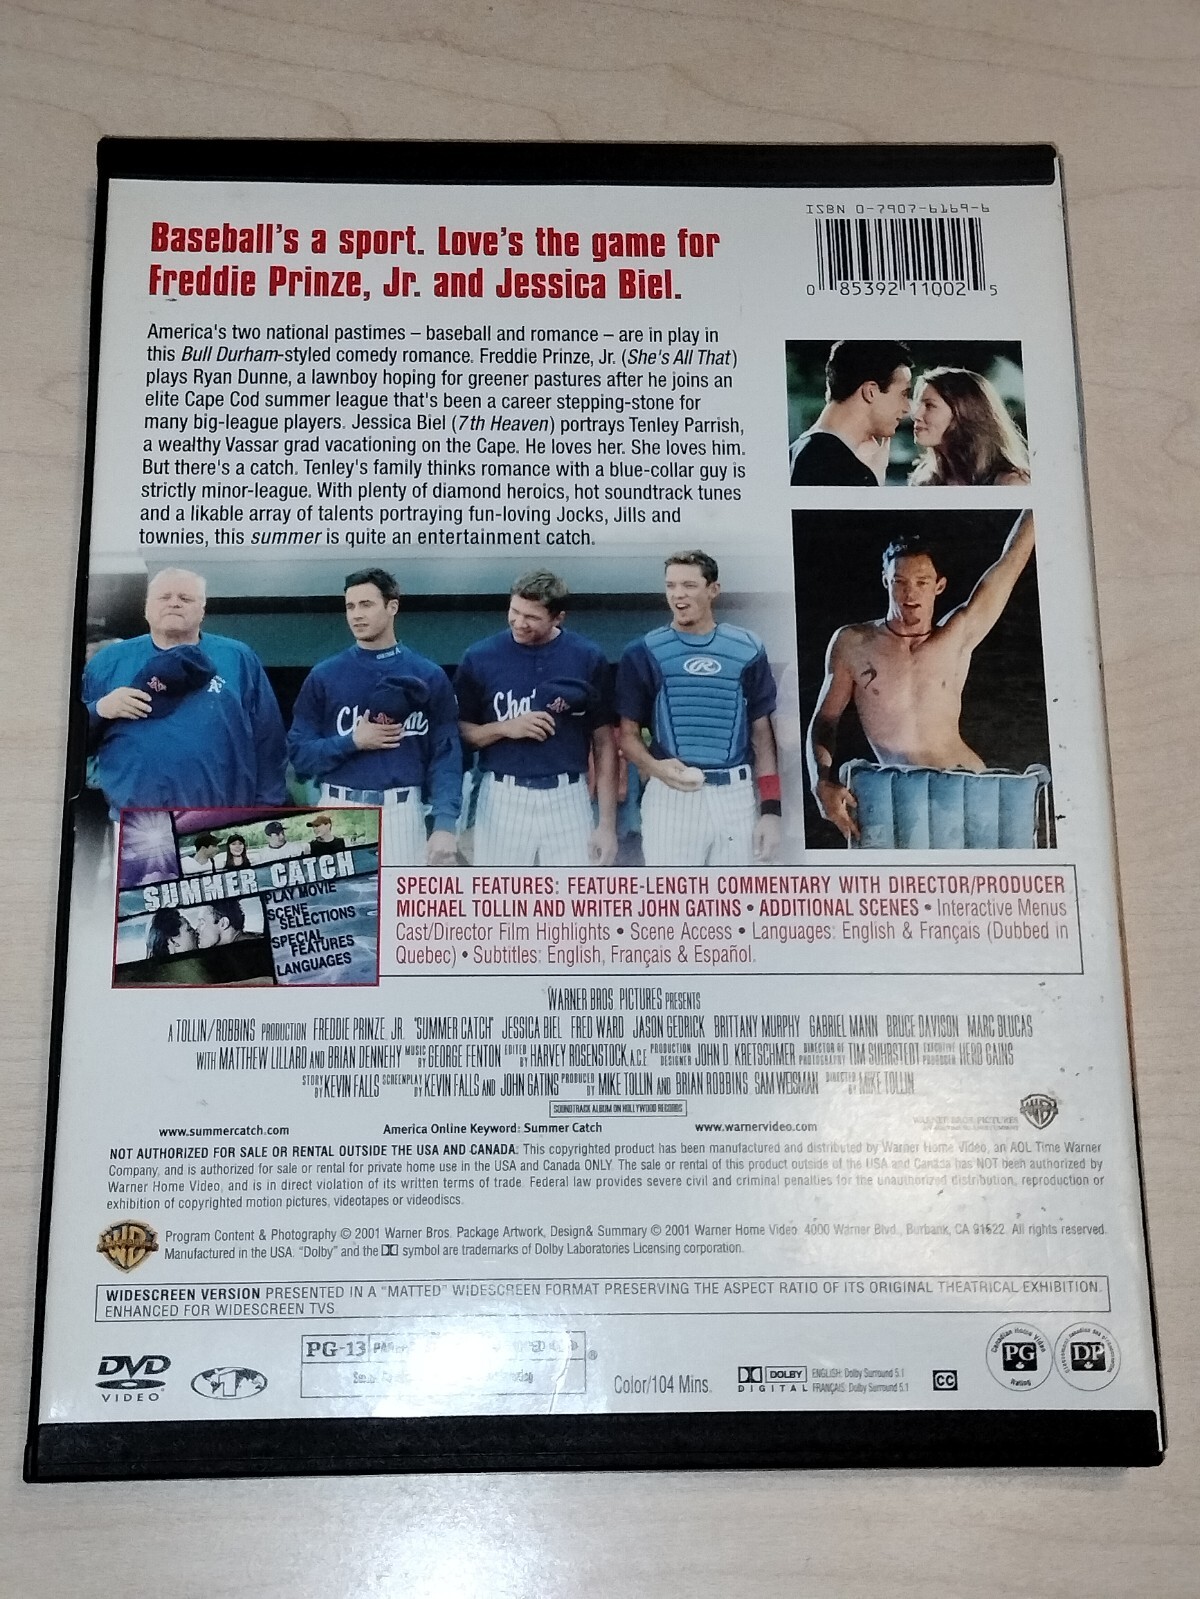 ISBN 0-7907-6169-6
0 85392 11002 5
Baseball's a sport. Love's the game for
Freddie Prinze, Jr. and Jessica Biel.
America's two national pastimes – baseball and romance – are in play in
this Bull Durham-styled comedy romance. Freddie Prinze, Jr. (She's All That)
plays Ryan Dunne, a lawnboy hoping for greener pastures after he joins an
elite Cape Cod summer league that's been a career stepping-stone for
many big-league players. Jessica Biel (7th Heaven) portrays Tenley Parrish,
a wealthy Vassar grad vacationing on the Cape. He loves her. She loves him.
But there's a catch. Tenley's family thinks romance with a blue-collar guy is
strictly minor-league. With plenty of diamond heroics, hot soundtrack tunes
and a likable array of talents portraying fun-loving Jocks, Jills and
townies, this summer is quite an entertainment catch.
SUMMER CATCH
PLAY MOVIE
SCENE
SELECTIONS
SPECIAL
FEATURES
LANGUAGES
SPECIAL FEATURES: FEATURE-LENGTH COMMENTARY WITH DIRECTOR/PRODUCER
MICHAEL TOLLIN AND WRITER JOHN GATINS • ADDITIONAL SCENES • Interactive Menus
Cast/Director Film Highlights • Scene Access • Languages: English & Français (Dubbed in
Quebec) • Subtitles: English, Français & Español.
WARNER BROS. PICTURES PRESENTS
A TOLLIN/ROBBINS PRODUCTION FREDDIE PRINZE, JR. "SUMMER CATCH" JESSICA BIEL FRED WARD JASON GEDRICK BRITTANY MURPHY GABRIEL MANN BRUCE DAVISON MARC BLUCAS
WITH MATTHEW LILLARD AND BRIAN DENNEHY MUSIC BY GEORGE FENTON EDITED BY HARVEY ROSENSTOCK, A.C.E. PRODUCTION DESIGNER JOHN D. KRETSCHMER DIRECTOR OF PHOTOGRAPHY TIM SUHRSTEDT EXECUTIVE PRODUCER HERB GAINS
STORY BY KEVIN FALLS SCREENPLAY BY KEVIN FALLS AND JOHN GATINS PRODUCED BY MIKE TOLLIN AND BRIAN ROBBINS SAM WEISMAN DIRECTED BY MIKE TOLLIN
SOUNDTRACK ALBUM ON HOLLYWOOD RECORDS
WARNER BROS. PICTURES
www.summercatch.com America Online Keyword: Summer Catch www.warnervideo.com
NOT AUTHORIZED FOR SALE OR RENTAL OUTSIDE THE USA AND CANADA: This copyrighted product has been manufactured and distributed by Warner Home Video, an AOL Time Warner
Company, and is authorized for sale or rental for private home use in the USA and Canada ONLY. The sale or rental of this product outside of the USA and Canada has NOT been authorized by
Warner Home Video, and is in direct violation of its written terms of trade. Federal law provides severe civil and criminal penalties for the unauthorized distribution, reproduction or
exhibition of copyrighted motion pictures, videotapes or videodiscs.
Program Content & Photography © 2001 Warner Bros. Package Artwork, Design& Summary © 2001 Warner Home Video. 4000 Warner Blvd., Burbank, CA 91522. All rights reserved.
Manufactured in the USA. "Dolby" and the DD symbol are trademarks of Dolby Laboratories Licensing corporation.
WIDESCREEN VERSION PRESENTED IN A "MATTED" WIDESCREEN FORMAT PRESERVING THE ASPECT RATIO OF ITS ORIGINAL THEATRICAL EXHIBITION.
ENHANCED FOR WIDESCREEN TVS.
DVD
VIDEO
1
PG-13
®
Color/104 Mins.
DOLBY
DIGITAL
ENGLISH: Dolby Surround 5.1
FRANÇAIS: Dolby Surround 5.1
CC
Canadian Home Video
PG
Rating
DP